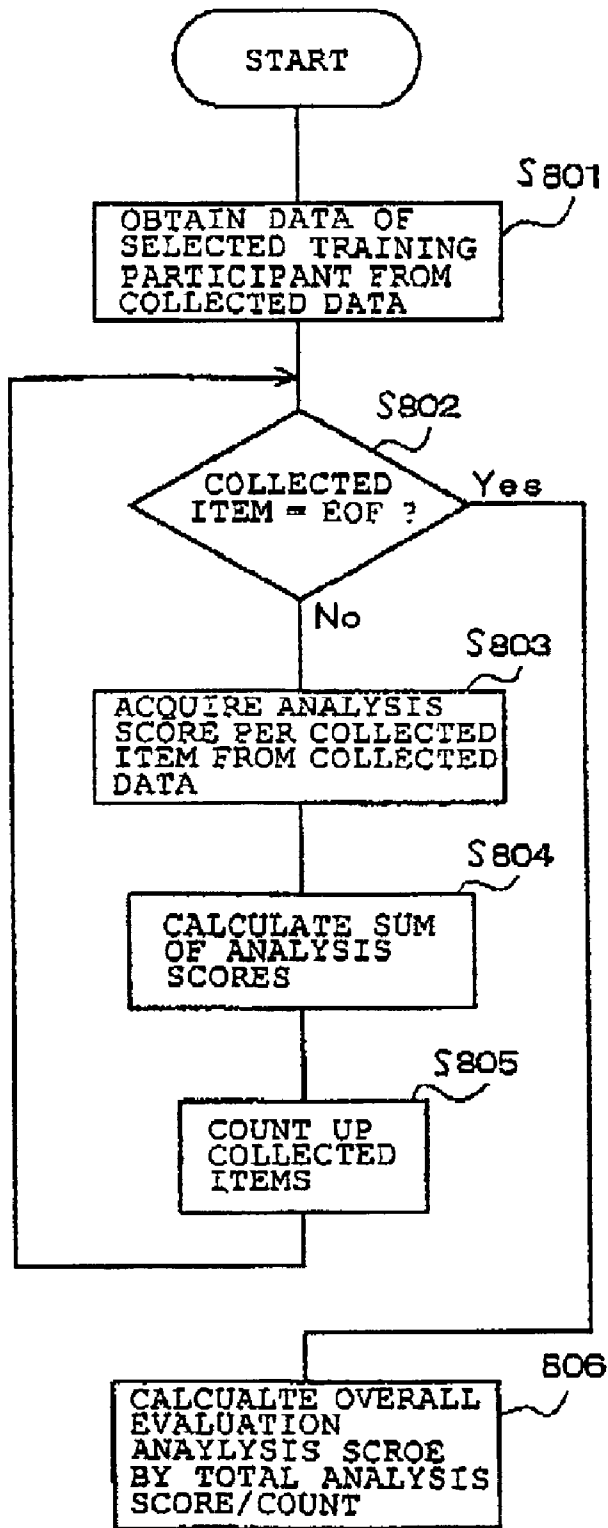 START
S801
OBTAIN DATA OF
SELECTED TRAINING
PARTICIPANT FROM
COLLECTED DATA
S802
COLLECTED
ITEM = EOF ?
Yes
No
S803
ACQUIRE ANALYSIS
SCORE PER COLLECTED
ITEM FROM COLLECTED
DATA
S804
CALCULATE SUM
OF ANALYSIS
SCORES
S805
COUNT UP
COLLECTED
ITEMS
806
CALCUALTE OVERALL
EVALUATION
ANAYLYSIS SCROE
BY TOTAL ANALYSIS
SCORE/COUNT